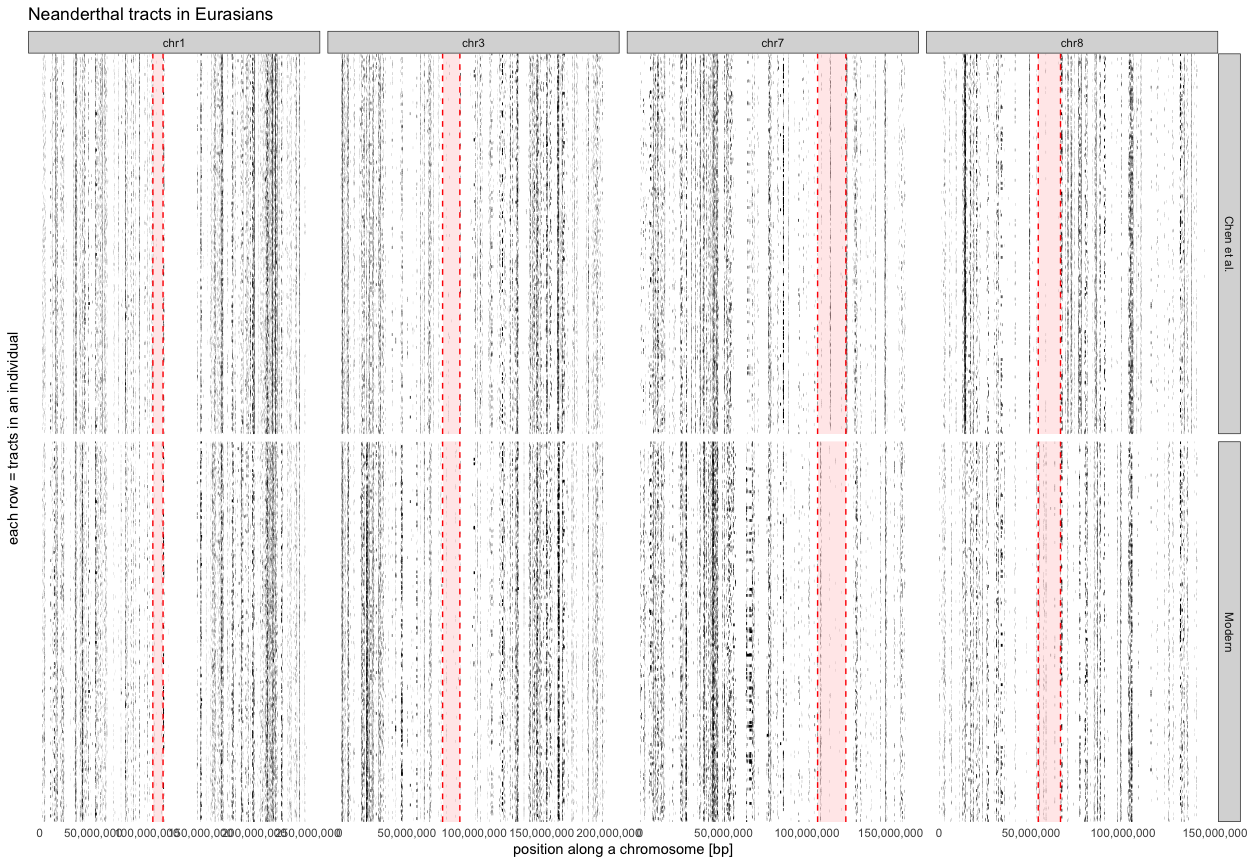 Neanderthal tracts in Eurasians
chr1
chr3
chr7
chr8
Chen et al.
Modern
each row = tracts in an individual
0 50,000,000 100,000,000 150,000,000 200,000,000 250,000,000
0 50,000,000 100,000,000 150,000,000 200,000,000
0 50,000,000 100,000,000 150,000,000
0 50,000,000 100,000,000 150,000,000
position along a chromosome [bp]